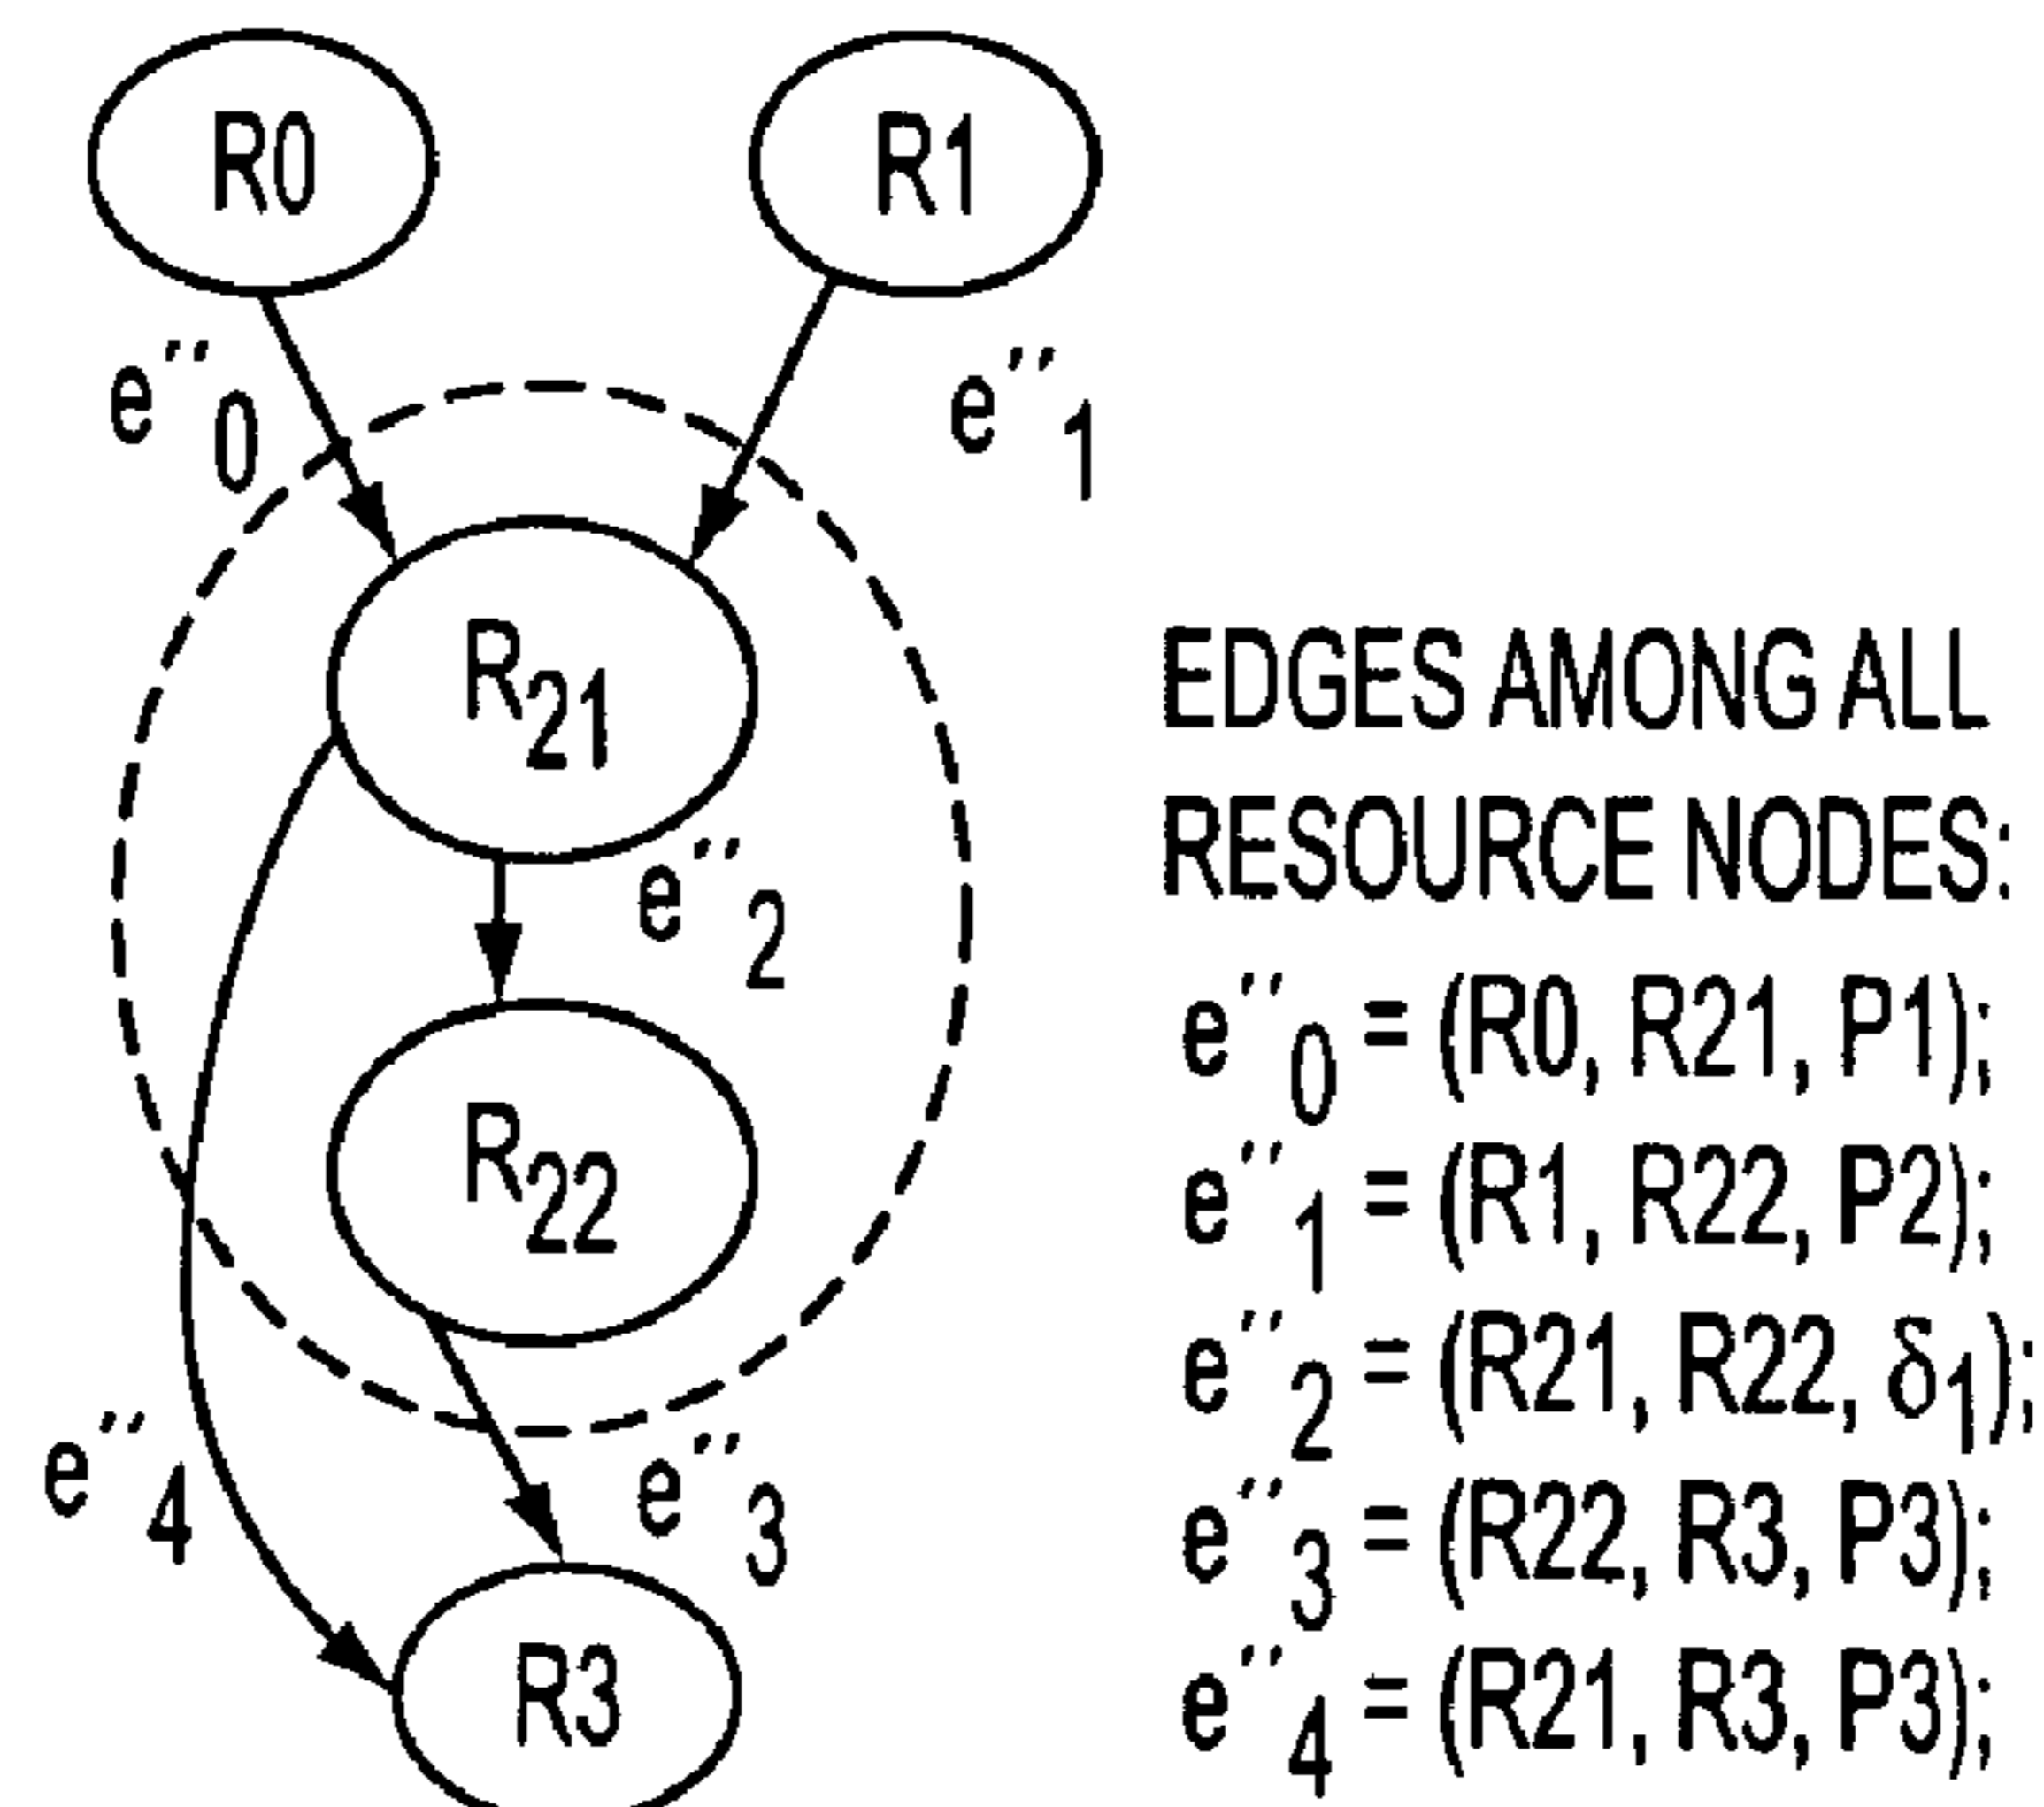 R0
R1
e''0
e''1
R21
e''2
R22
e''4
e''3
R3
EDGES AMONG ALL
RESOURCE NODES:
e''0 = (R0, R21, P1);
e''1 = (R1, R22, P2);
e''2 = (R21, R22, δ1);
e''3 = (R22, R3, P3);
e''4 = (R21, R3, P3);